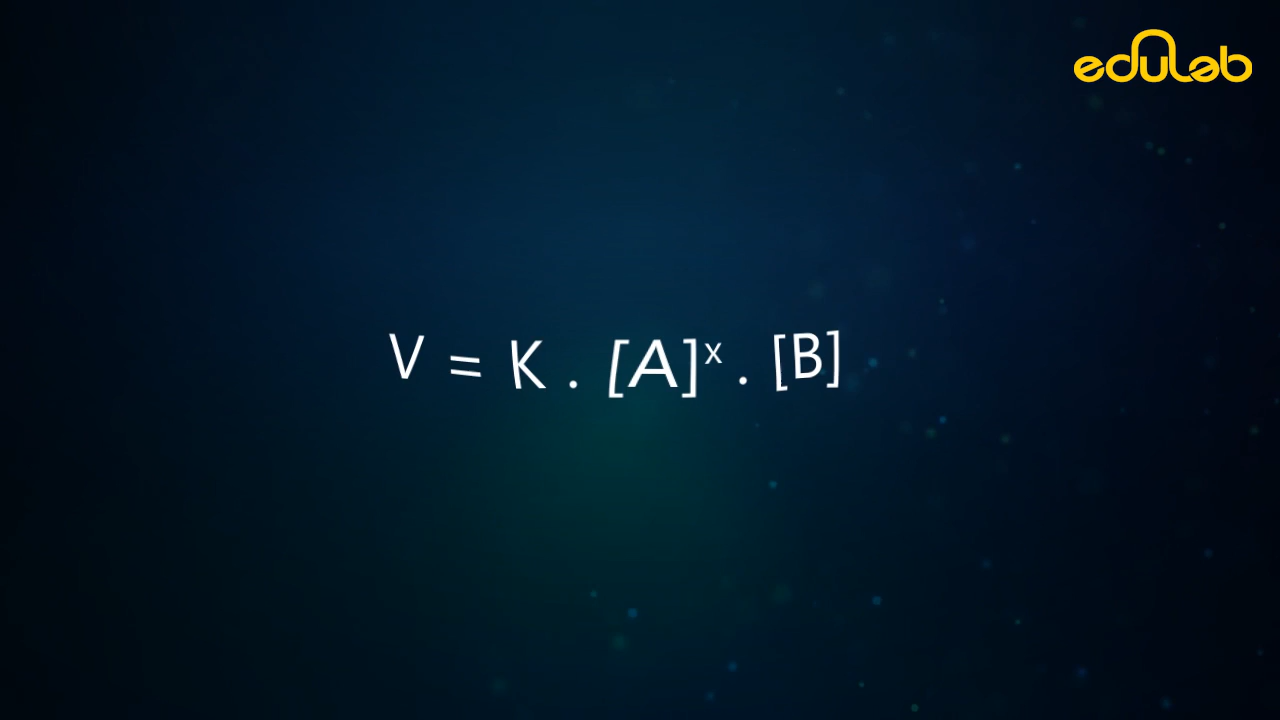 edulab
V = K . [A]ˣ . [B]